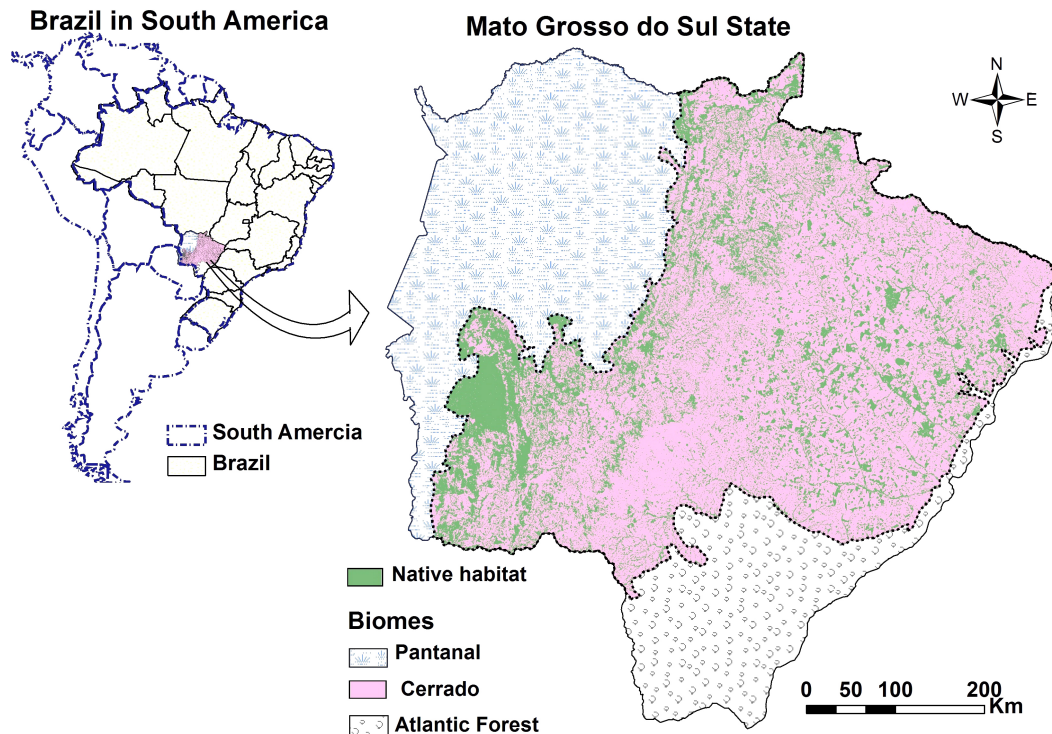 Brazil in South America
Mato Grosso do Sul State
N
W E
S
South Amercia
Brazil
Native habitat
Biomes
Pantanal
Cerrado
Atlantic Forest
0 50 100 200
Km